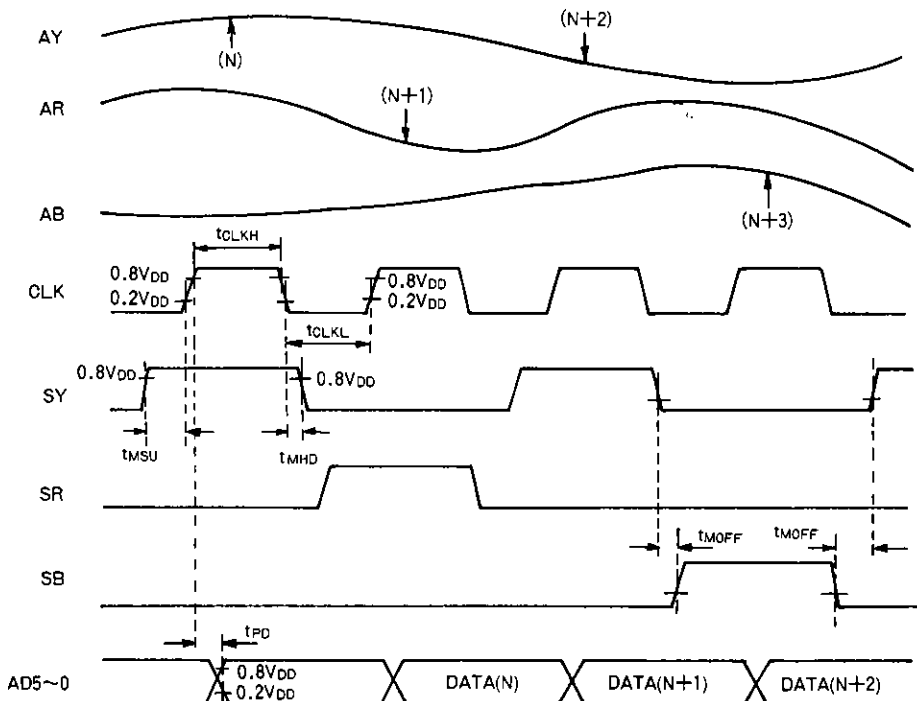 AY
(N)
(N+2)
AR
(N+1)
AB
(N+3)
tCLKH
CLK
0.8VDD
0.2VDD
0.8VDD
0.2VDD
tCLKL
SY
0.8VDD
0.8VDD
tMSU
tMHD
SR
tMOFF
tMOFF
SB
tPD
AD5~0
0.8VDD
0.2VDD
DATA(N)
DATA(N+1)
DATA(N+2)